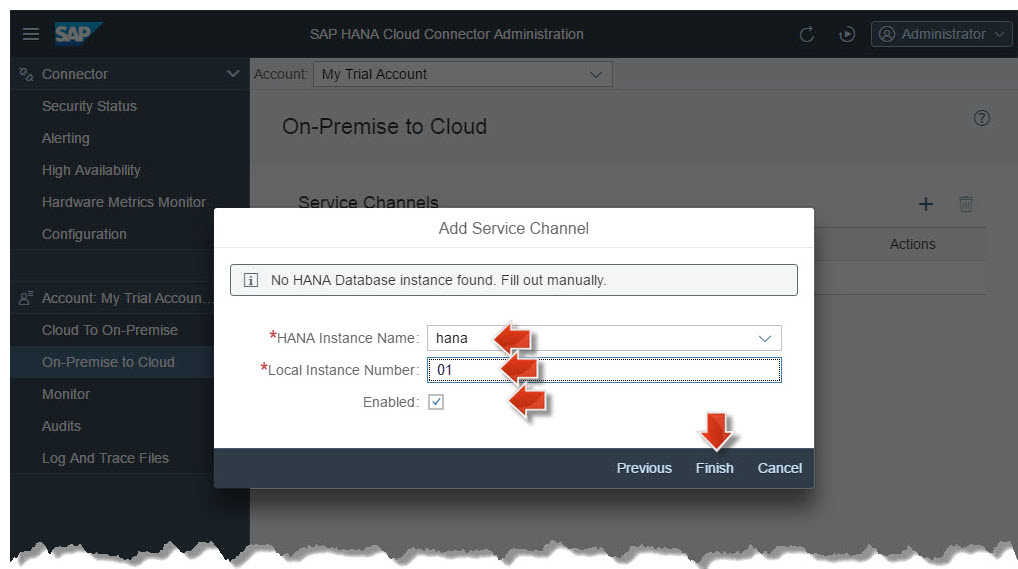 SAP
SAP HANA Cloud Connector Administration
Administrator
Connector
Account: My Trial Account
Security Status
Alerting
High Availability
Hardware Metrics Monitor
Configuration
Account: My Trial Accoun...
Cloud To On-Premise
On-Premise to Cloud
Monitor
Audits
Log And Trace Files
On-Premise to Cloud
Service Channels
Actions
Add Service Channel
No HANA Database instance found. Fill out manually.
*HANA Instance Name: hana
*Local Instance Number: 01
Enabled:
Previous Finish Cancel